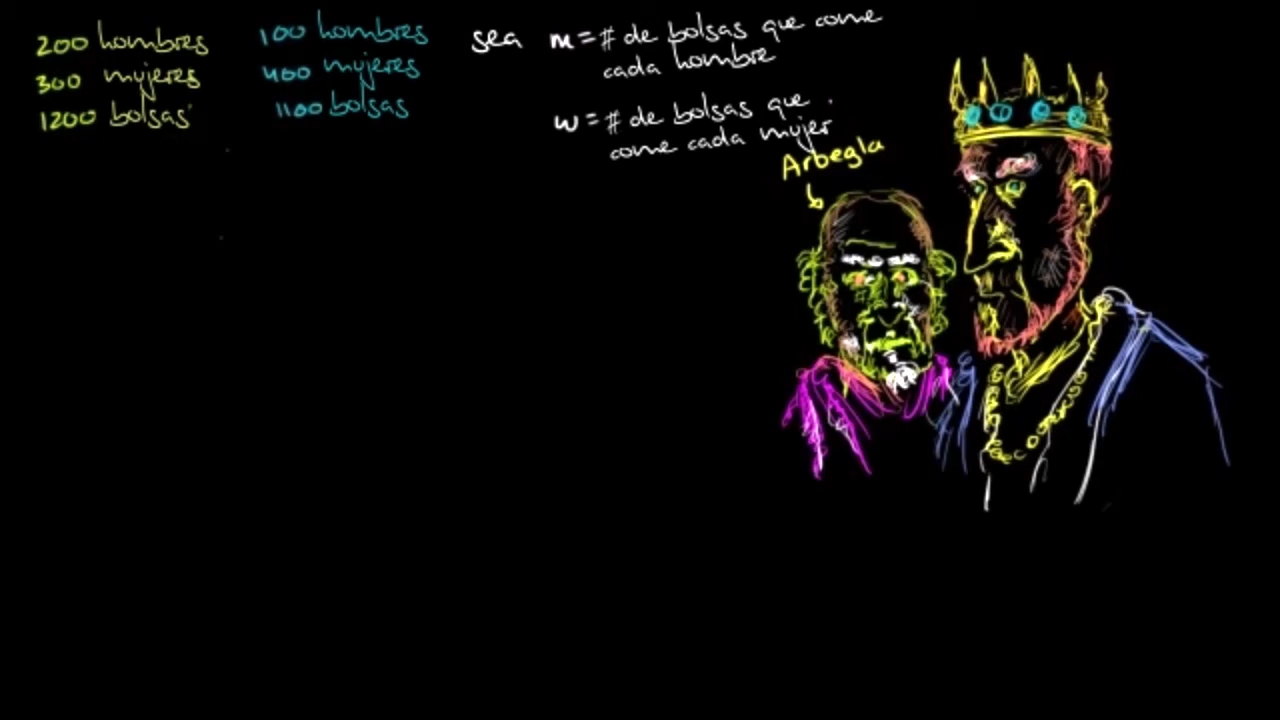 200 hombres
300 mujeres
1200 bolsas
100 hombres
400 mujeres
1100 bolsas
sea m = # de bolsas que come
cada hombre
w = # de bolsas que
come cada mujer
Arbegla